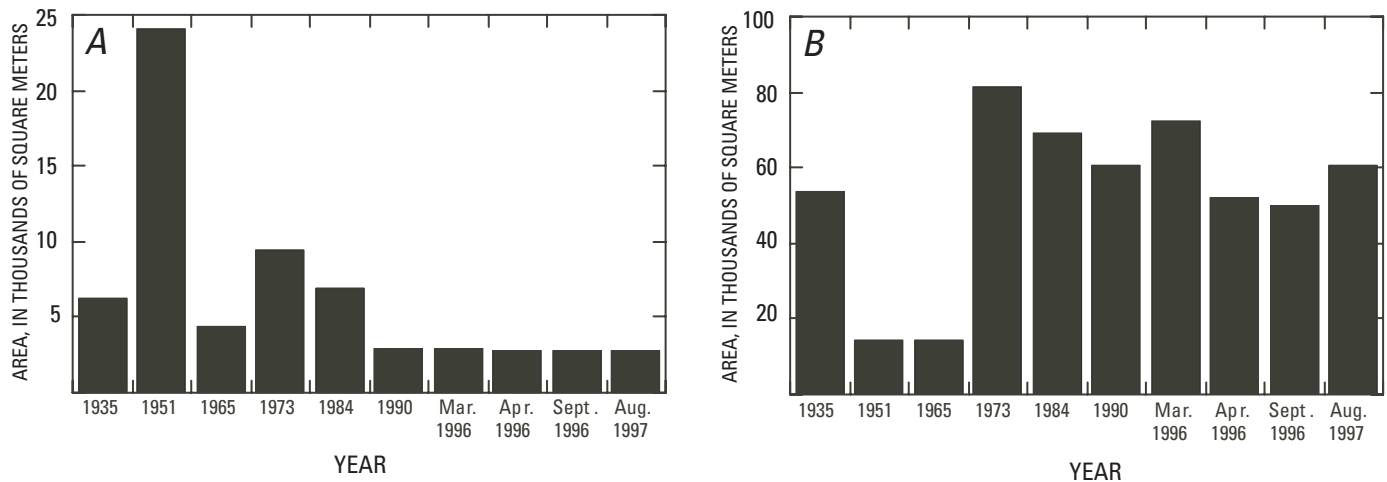 A
AREA, IN THOUSANDS OF SQUARE METERS
25
20
15
10
5
1935 1951 1965 1973 1984 1990 Mar. Apr. Sept. Aug.
1996 1996 1996 1997
YEAR
B
AREA, IN THOUSANDS OF SQUARE METERS
100
80
60
40
20
1935 1951 1965 1973 1984 1990 Mar. Apr. Sept. Aug.
1996 1996 1996 1997
YEAR